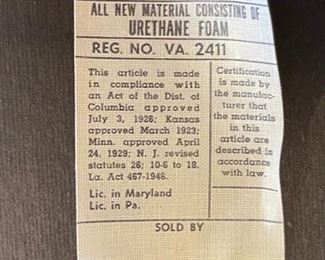 ALL NEW MATERIAL CONSISTING OF
URETHANE FOAM
REG. NO. VA. 2411
This article is made
in compliance with
an Act of the Dist. of
Columbia approved
July 3, 1926; Kansas
approved March 1923;
Minn. approved April
24, 1929; N. J. revised
statutes 26; 10-6 to 18.
La. Act 467-1948.
Lic. in Maryland
Lic. in Pa.
Certification
is made by
the manufac-
turer that
the materials
in this
article are
described in
accordance
with law.
SOLD BY